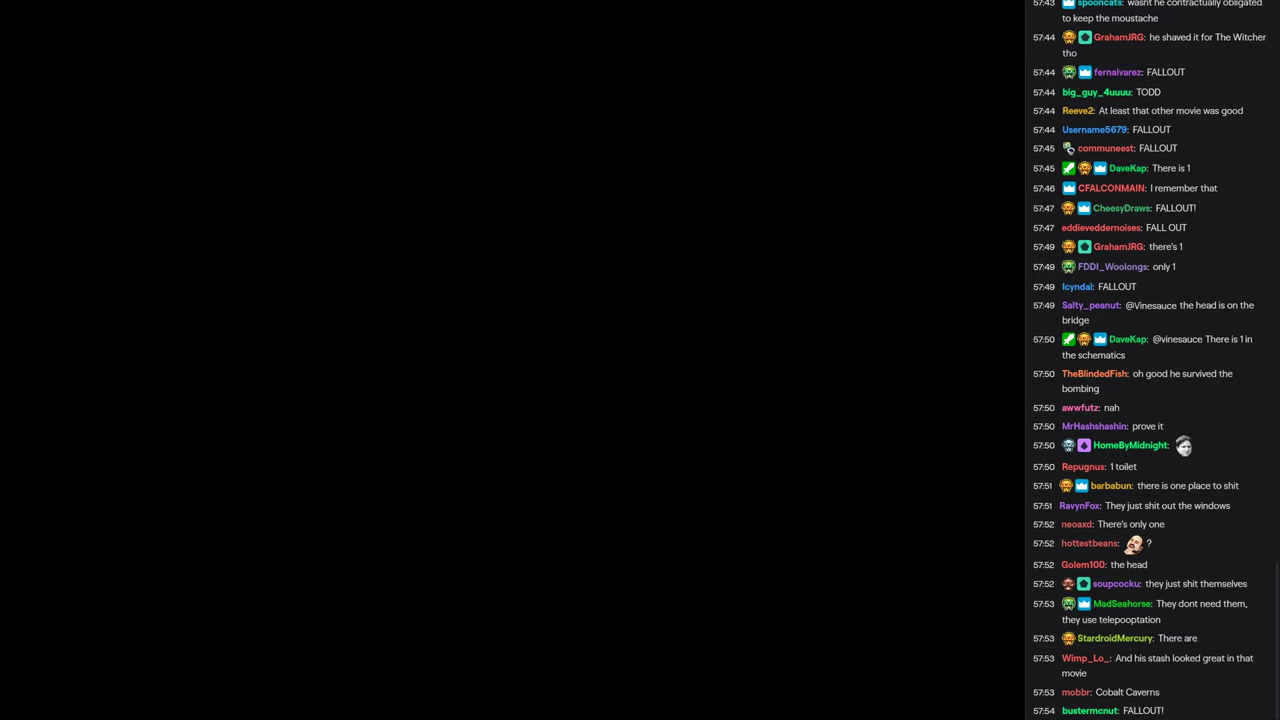 57:43 spooncats: wasnt he contractually obligated
to keep the moustache
57:44 GrahamJRG: he shaved it for The Witcher
tho
57:44 fernalvarez: FALLOUT
big_guy_4uuuu: TODD
57:44 Reeve2: At least that other movie was good
57:44 Username5679: FALLOUT
57:45 communeest: FALLOUT
57:45 DaveKap: There is 1
57:46 CFALCONMAIN: I remember that
57:47 CheesyDraws: FALLOUT!
57:47 eddieveddernoises: FALL OUT
57:49 GrahamJRG: there's 1
57:49 FDDI_Woolongs: only 1
57:49 Icyndal: FALLOUT
57:49 Salty_peanut: @Vinesauce the head is on the
bridge
57:50 DaveKap: @vinesauce There is 1 in
the schematics
57:50 TheBlindedFish: oh good he survived the
bombing
57:50 awwfutz: nah
57:50 MrHashshashin: prove it
57:50 HomeByMidnight:
57:50 Repugnus: 1 toilet
57:51 barbabun: there is one place to shit
57:51 RavynFox: They just shit out the windows
57:52 neoaxd: There's only one
57:52 hottestbeans: ?
57:52 Golem100: the head
57:52 soupcocku: they just shit themselves
57:53 MadSeahorse: They dont need them,
they use telepooptation
57:53 StardroidMercury: There are
57:53 Wimp_Lo_: And his stash looked great in that
movie
57:53 mobbr: Cobalt Caverns
57:54 bustermcnut: FALLOUT!